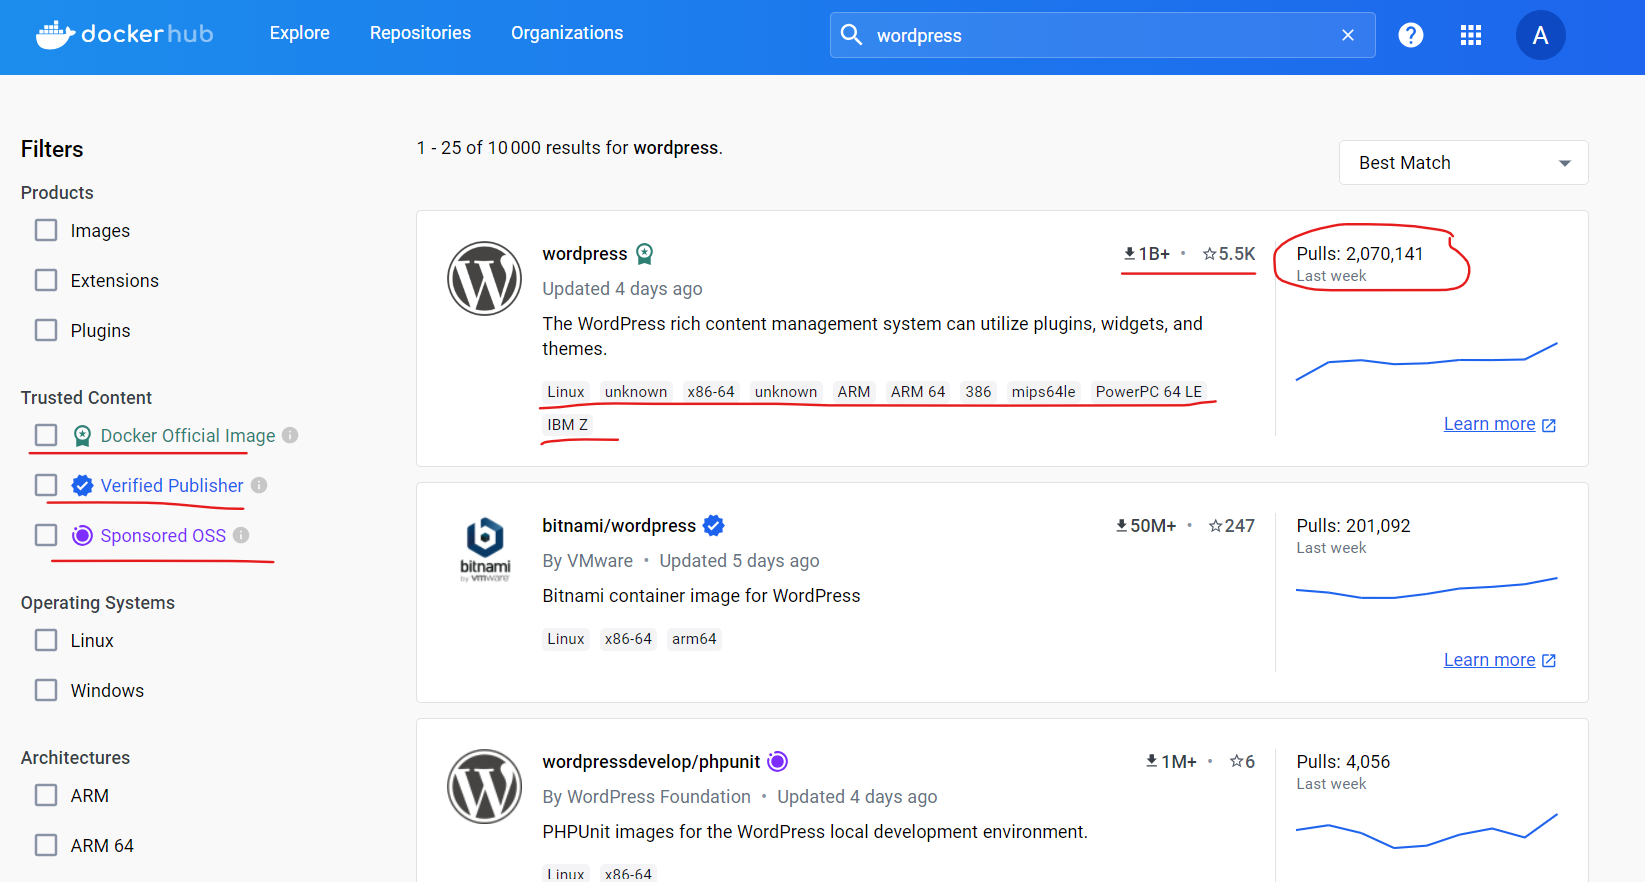 dockerhub
Explore Repositories Organizations
wordpress
A
Filters
Products
Images
Extensions
Plugins
Trusted Content
Docker Official Image
Verified Publisher
Sponsored OSS
Operating Systems
Linux
Windows
Architectures
ARM
ARM 64
1 - 25 of 10 000 results for wordpress.
Best Match
wordpress
1B+ • 5.5K
Updated 4 days ago
The WordPress rich content management system can utilize plugins, widgets, and
themes.
Linux unknown x86-64 unknown ARM ARM 64 386 mips64le PowerPC 64 LE
IBM Z
Pulls: 2,070,141
Last week
Learn more
bitnami
by vmware
bitnami/wordpress
50M+ • 247
By VMware • Updated 5 days ago
Bitnami container image for WordPress
Linux x86-64 arm64
Pulls: 201,092
Last week
Learn more
wordpressdevelop/phpunit
1M+ • 6
By WordPress Foundation • Updated 4 days ago
PHPUnit images for the WordPress local development environment.
Linux x86-64
Pulls: 4,056
Last week